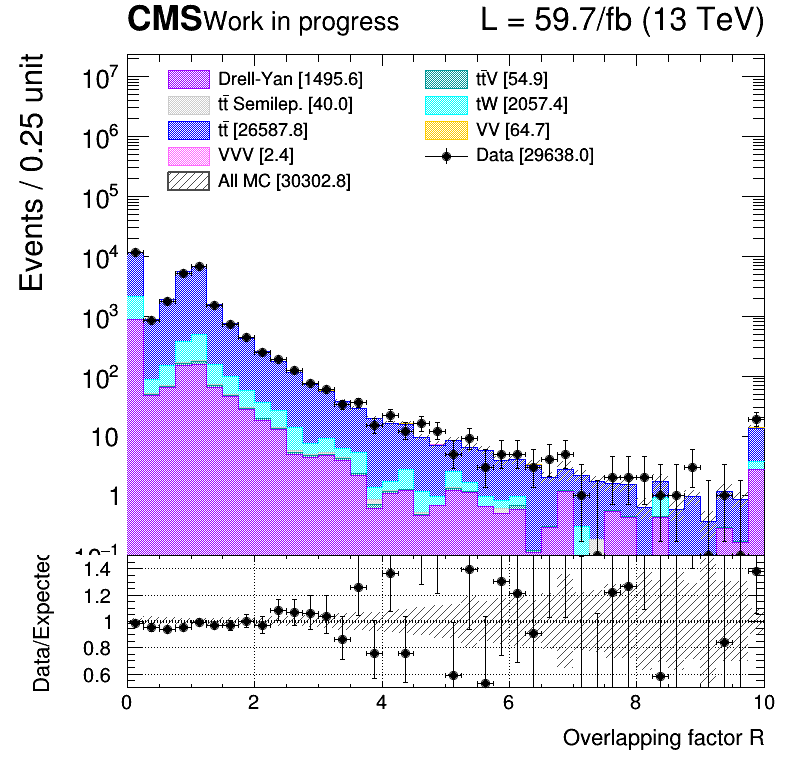 CMS Work in progress L = 59.7/fb (13 TeV)
Events / 0.25 unit
Drell-Yan [1495.6]
tt̄ Semilep. [40.0]
tt̄ [26587.8]
VVV [2.4]
All MC [30302.8]
tt̄V [54.9]
tW [2057.4]
VV [64.7]
Data [29638.0]
10⁷
10⁶
10⁵
10⁴
10³
10²
10
1
10⁻¹
Data/Expected
1.4
1.2
1
0.8
0.6
0 2 4 6 8 10
Overlapping factor R